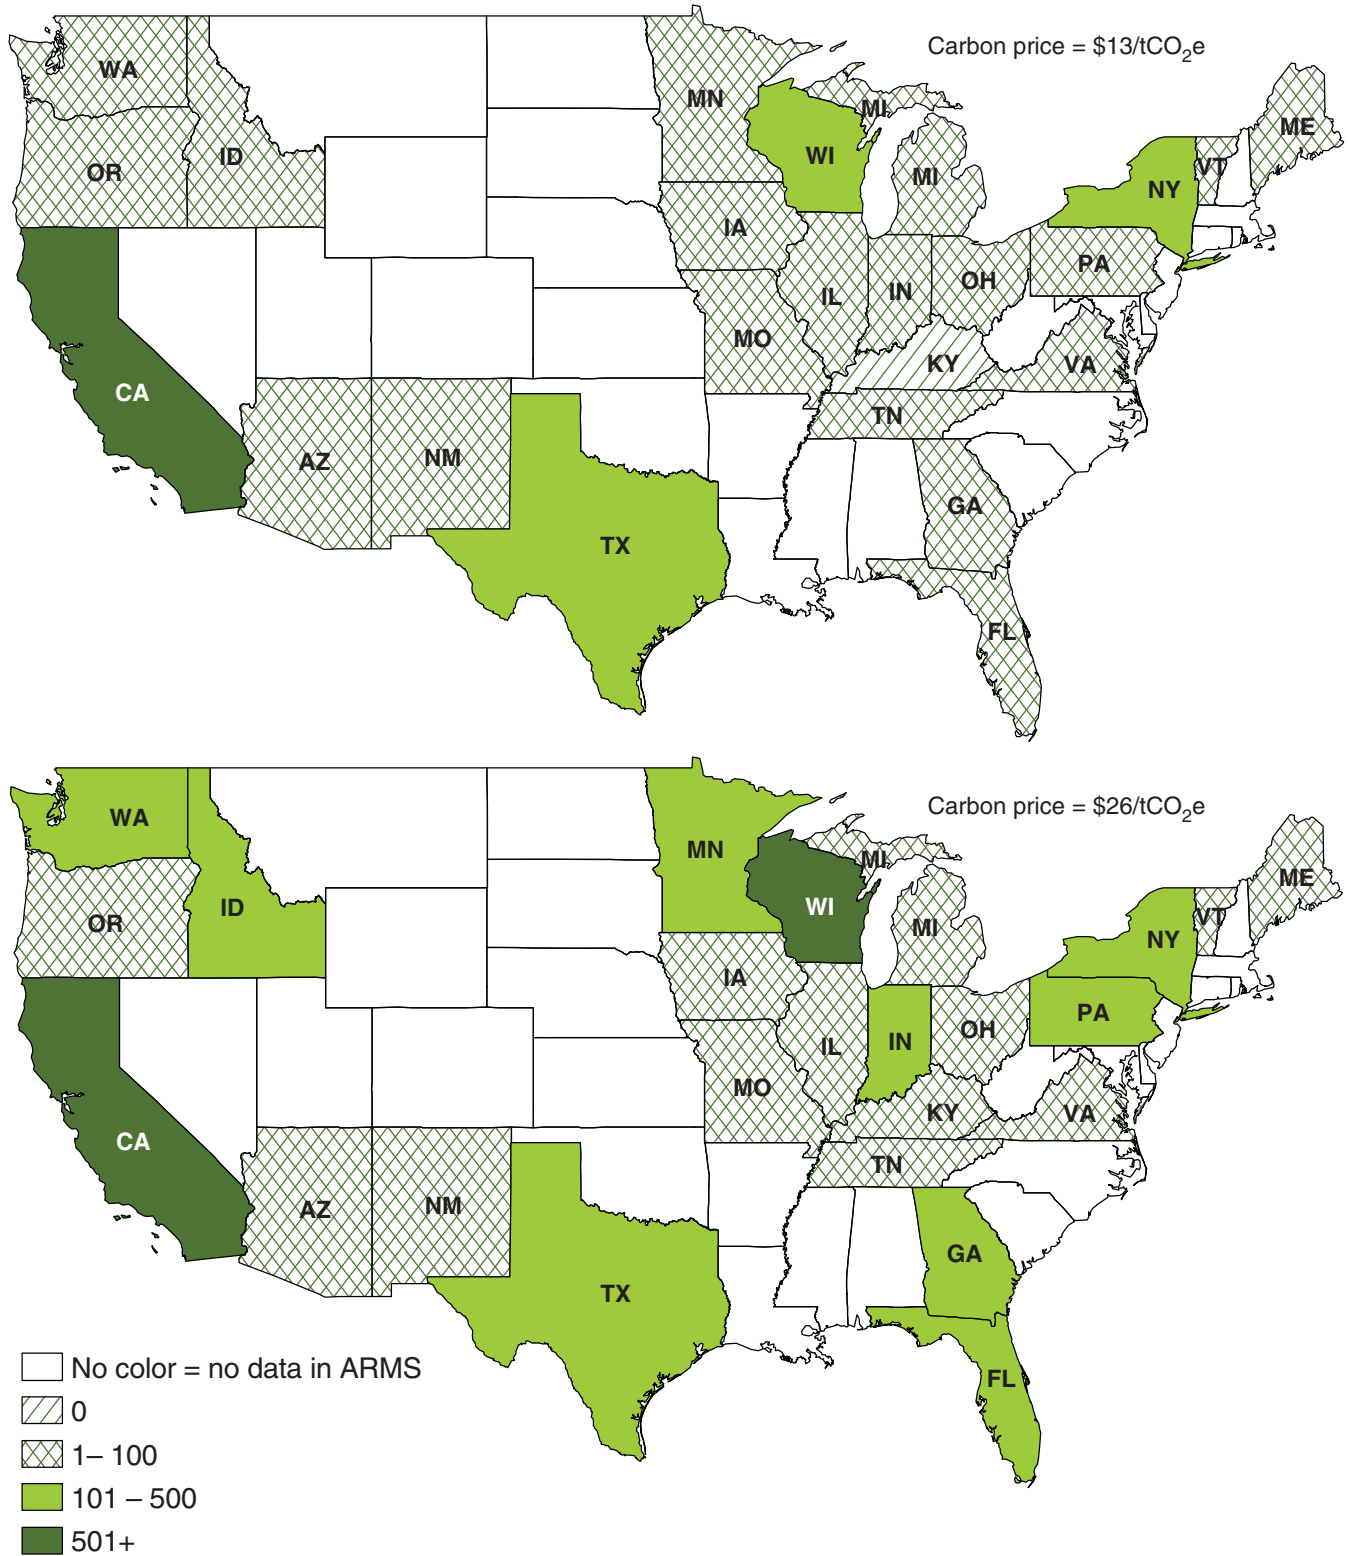 Carbon price = $13/tCO2e
WA
MN
MI
ME
OR
ID
WI
MI
VT
NY
IA
PA
IL
IN
OH
MO
KY
VA
CA
TN
AZ
NM
GA
TX
FL
Carbon price = $26/tCO2e
WA
MN
MI
ME
OR
ID
WI
MI
VT
NY
IA
PA
IL
IN
OH
MO
KY
VA
CA
TN
AZ
NM
GA
TX
FL
No color = no data in ARMS
0
1– 100
101 – 500
501+